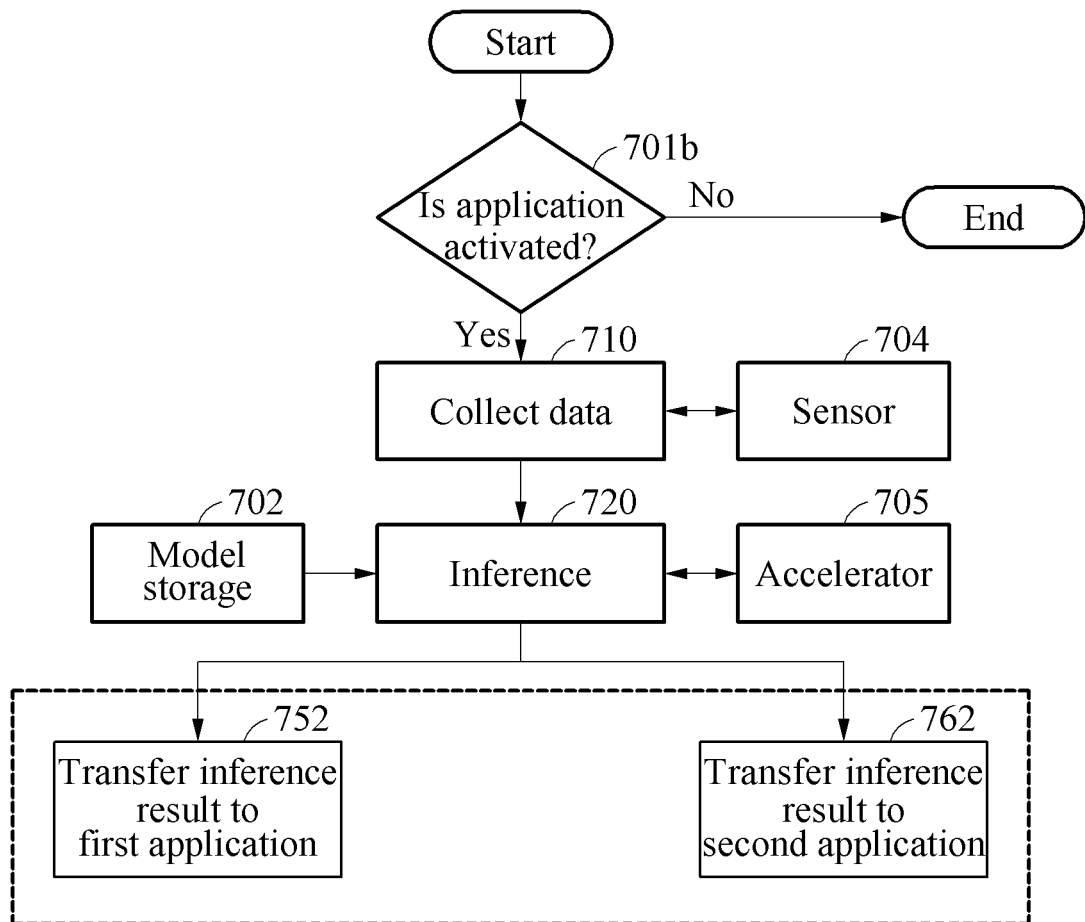 Start
701b
Is application
activated?
No
End
Yes
710
704
Collect data
Sensor
702
720
705
Model
storage
Inference
Accelerator
752
762
Transfer inference
result to
first application
Transfer inference
result to
second application